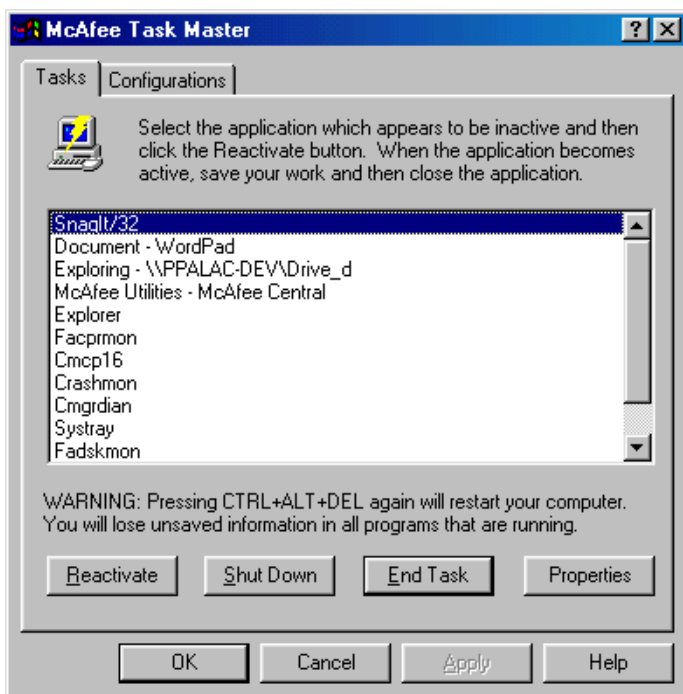 McAfee Task Master
Tasks
Configurations
Select the application which appears to be inactive and then
click the Reactivate button. When the application becomes
active, save your work and then close the application.
SnagIt/32
Document - WordPad
Exploring - \\PPALAC-DEV\Drive_d
McAfee Utilities - McAfee Central
Explorer
Facprmon
Cmcp16
Crashmon
Cmgrdian
Systray
Fadskmon
WARNING: Pressing CTRL+ALT+DEL again will restart your computer.
You will lose unsaved information in all programs that are running.
Reactivate
Shut Down
End Task
Properties
OK
Cancel
Apply
Help